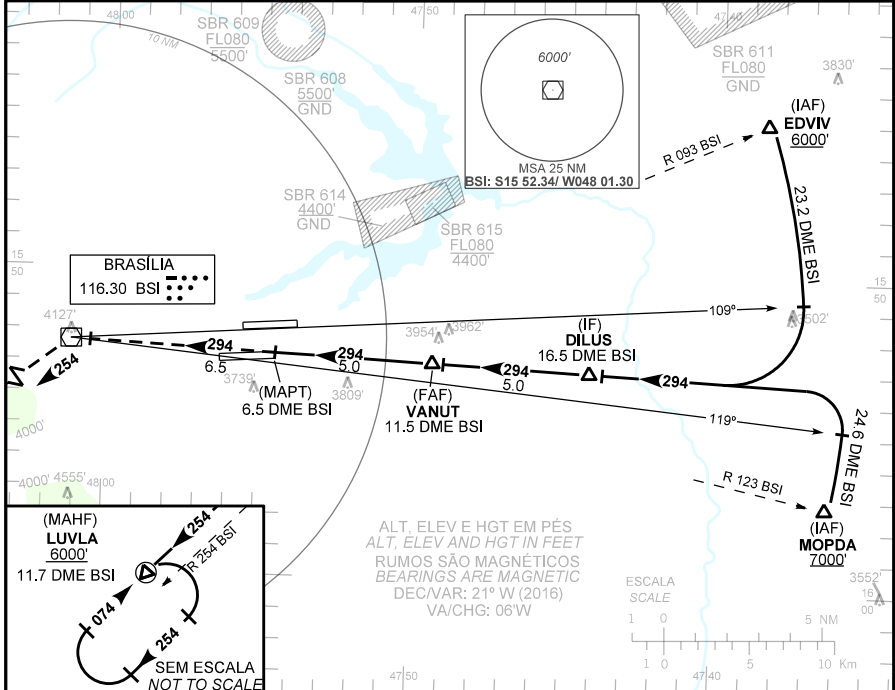 48 00
47 50
47 40
SBR 609
FL080
5500'
10 NM
SBR 608
5500'
GND
6000'
MSA 25 NM
BSI: S15 52.34/ W048 01.30
SBR 611
FL080
GND
3830'
(IAF)
EDVIV
6000'
R 093 BSI
23.2 DME BSI
SBR 614
4400'
GND
SBR 615
FL080
4400'
15
50
15
50
BRASÍLIA
116.30 BSI
4127'
109º
3502'
3954'
3962'
(IF)
DILUS
16.5 DME BSI
294
6.5
294
5.0
294
5.0
294
254
3739'
(MAPT)
6.5 DME BSI
3809'
(FAF)
VANUT
11.5 DME BSI
119º
24.6 DME BSI
4000'
4000'
4555'
48 00
R 123 BSI
(IAF)
MOPDA
7000'
(MAHF)
LUVLA
6000'
11.7 DME BSI
254
R 254 BSI
074
254
SEM ESCALA
NOT TO SCALE
ALT, ELEV E HGT EM PÉS
ALT, ELEV AND HGT IN FEET
RUMOS SÃO MAGNÉTICOS
BEARINGS ARE MAGNETIC
DEC/VAR: 21º W (2016)
VA/CHG: 06'W
ESCALA
SCALE
1 0 5 NM
1 0 5 10 Km
3552'
16
00
47 50
47 40